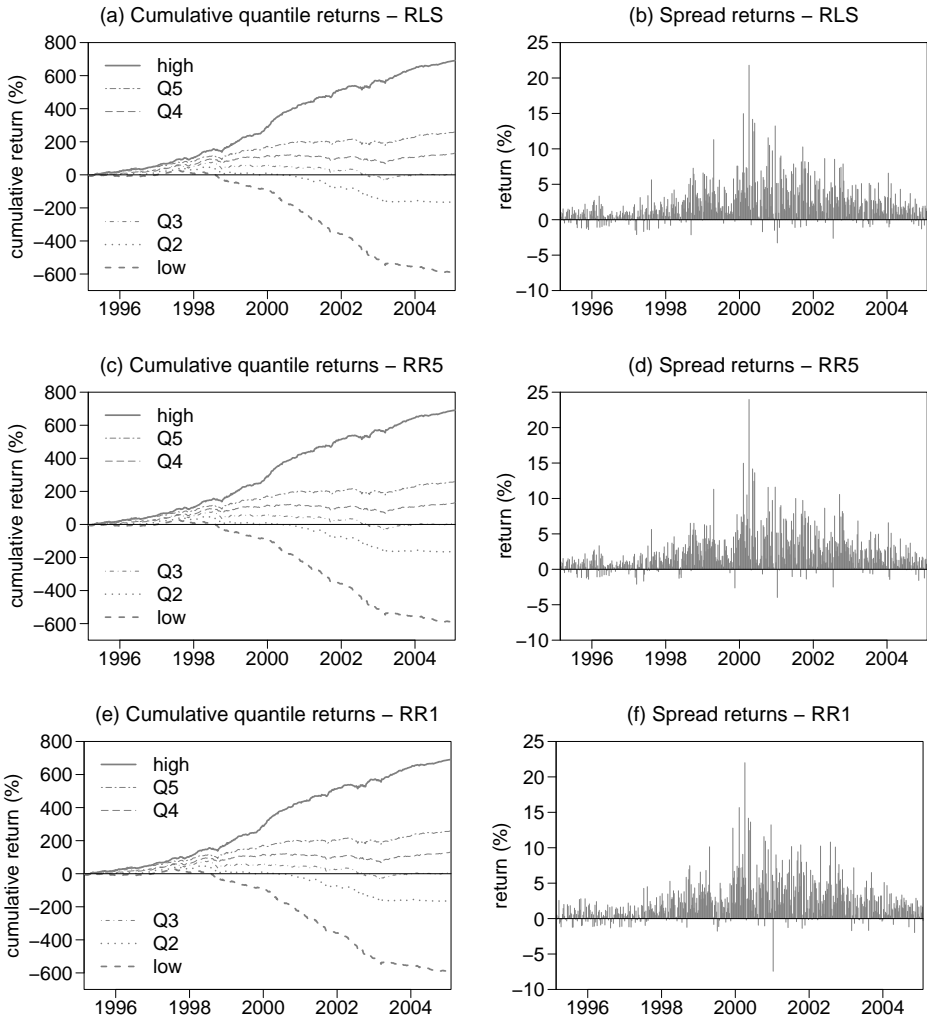 (a) Cumulative quantile returns – RLS
cumulative return (%)
800
600
400
200
0
−200
−400
−600
high
Q5
Q4
Q3
Q2
low
1996 1998 2000 2002 2004
(b) Spread returns – RLS
return (%)
25
20
15
10
5
0
−5
−10
1996 1998 2000 2002 2004
(c) Cumulative quantile returns – RR5
cumulative return (%)
800
600
400
200
0
−200
−400
−600
high
Q5
Q4
Q3
Q2
low
1996 1998 2000 2002 2004
(d) Spread returns – RR5
return (%)
25
20
15
10
5
0
−5
−10
1996 1998 2000 2002 2004
(e) Cumulative quantile returns – RR1
cumulative return (%)
800
600
400
200
0
−200
−400
−600
high
Q5
Q4
Q3
Q2
low
1996 1998 2000 2002 2004
(f) Spread returns – RR1
return (%)
25
20
15
10
5
0
−5
−10
1996 1998 2000 2002 2004